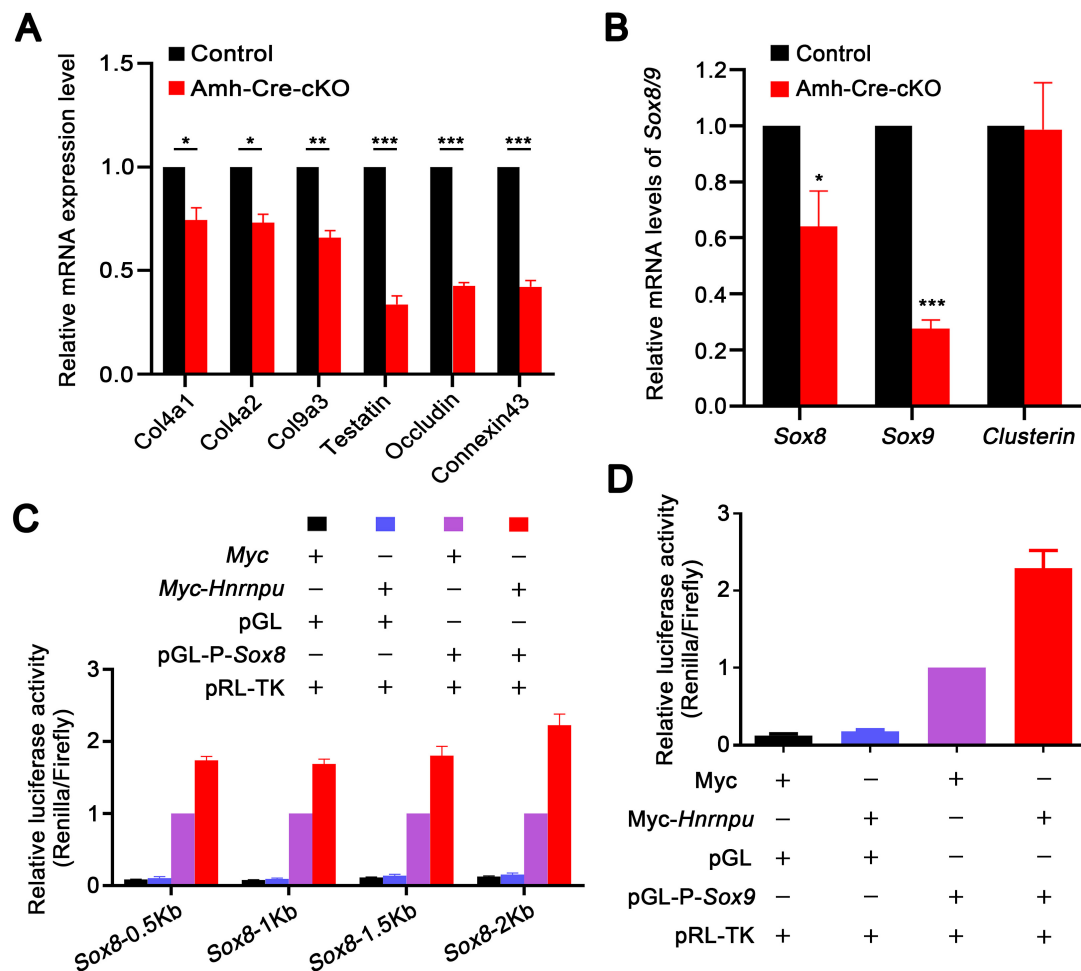 A
Control
Amh-Cre-cKO
Relative mRNA expression level
1.5
1.0
0.5
0.0
* * ** *** *** ***
Col4a1 Col4a2 Col9a3 Testatin Occludin Connexin43
B
Control
Amh-Cre-cKO
Relative mRNA levels of Sox8/9
1.2
1.0
0.8
0.6
0.4
0.2
0.0
*
***
Sox8 Sox9 Clusterin
C
Myc + − + −
Myc-Hnrnpu − + − +
pGL + + − −
pGL-P-Sox8 − − + +
pRL-TK + + + +
Relative luciferase activity
(Renilla/Firefly)
3
2
1
0
Sox8-0.5Kb Sox8-1Kb Sox8-1.5Kb Sox8-2Kb
D
Relative luciferase activity
(Renilla/Firefly)
3
2
1
0
Myc + − + −
Myc-Hnrnpu − + − +
pGL + + − −
pGL-P-Sox9 − − + +
pRL-TK + + + +